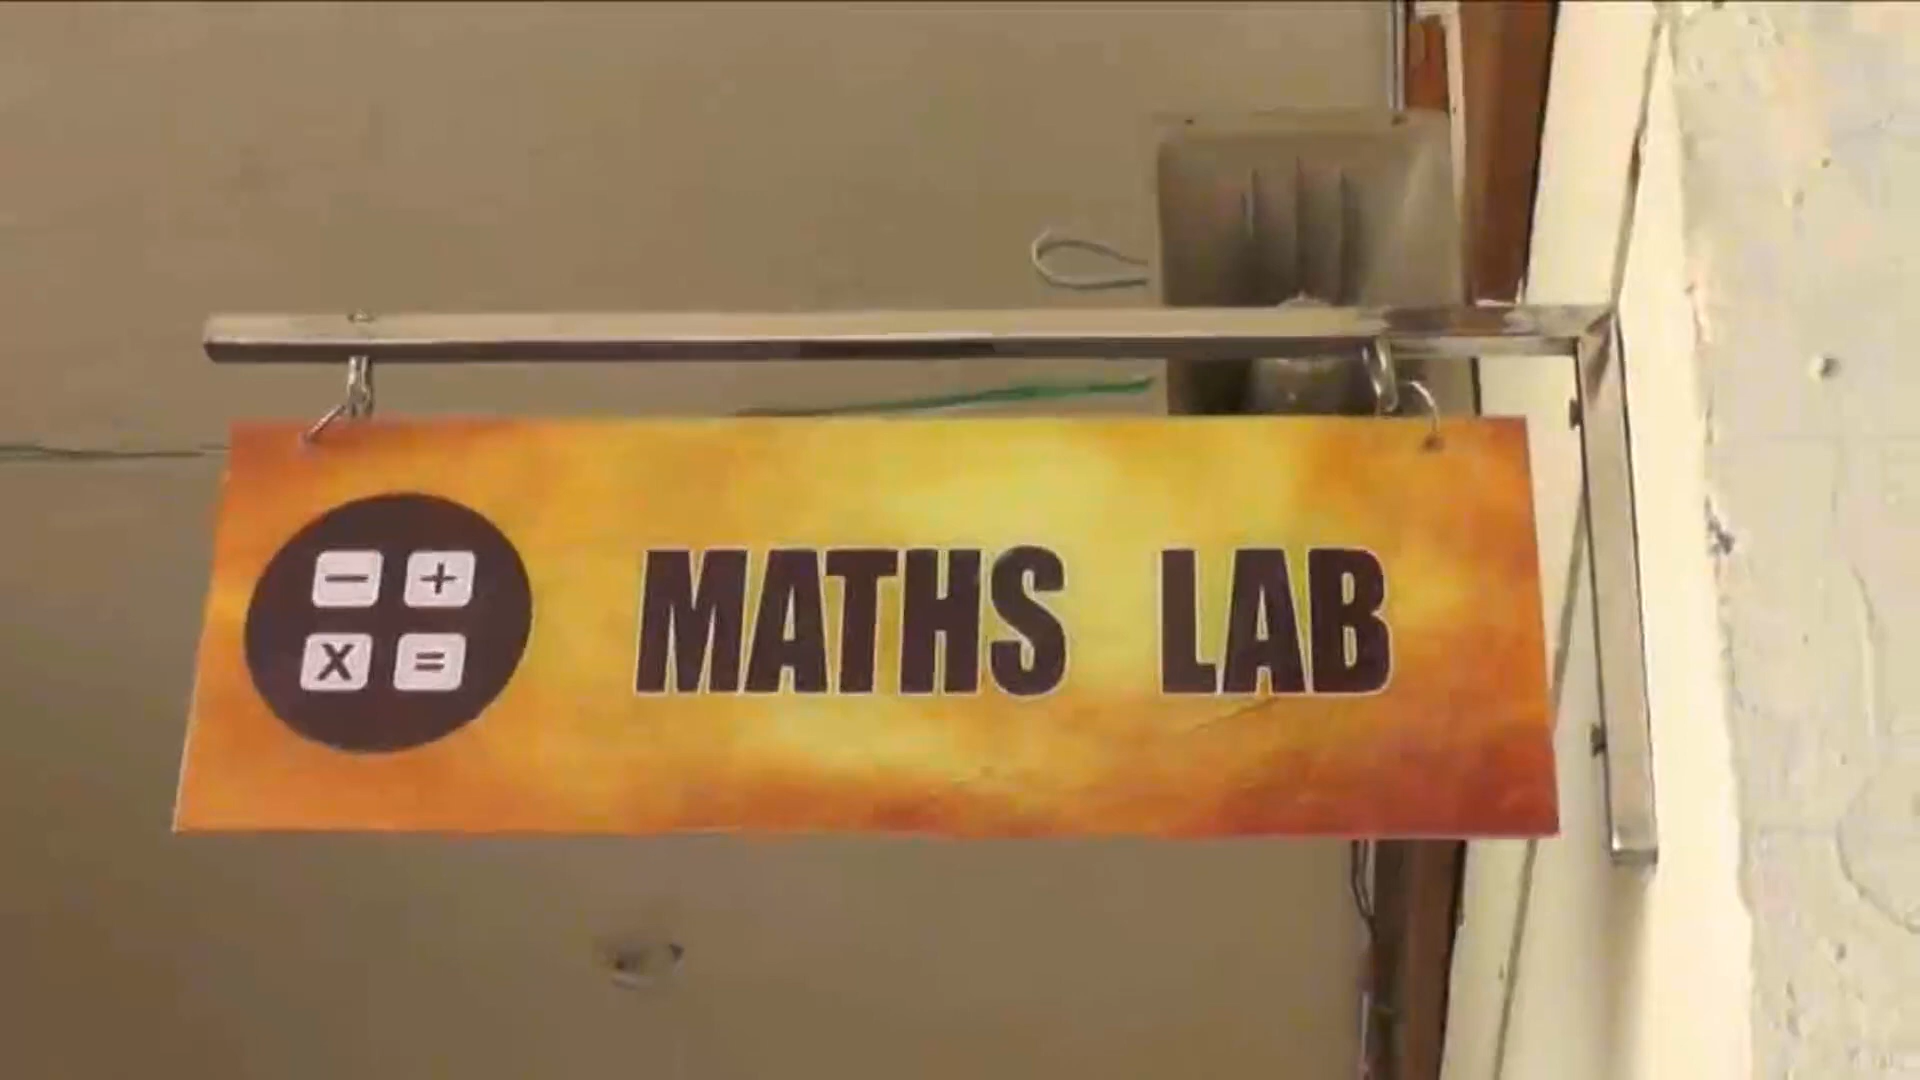 − +
X =
MATHS LAB